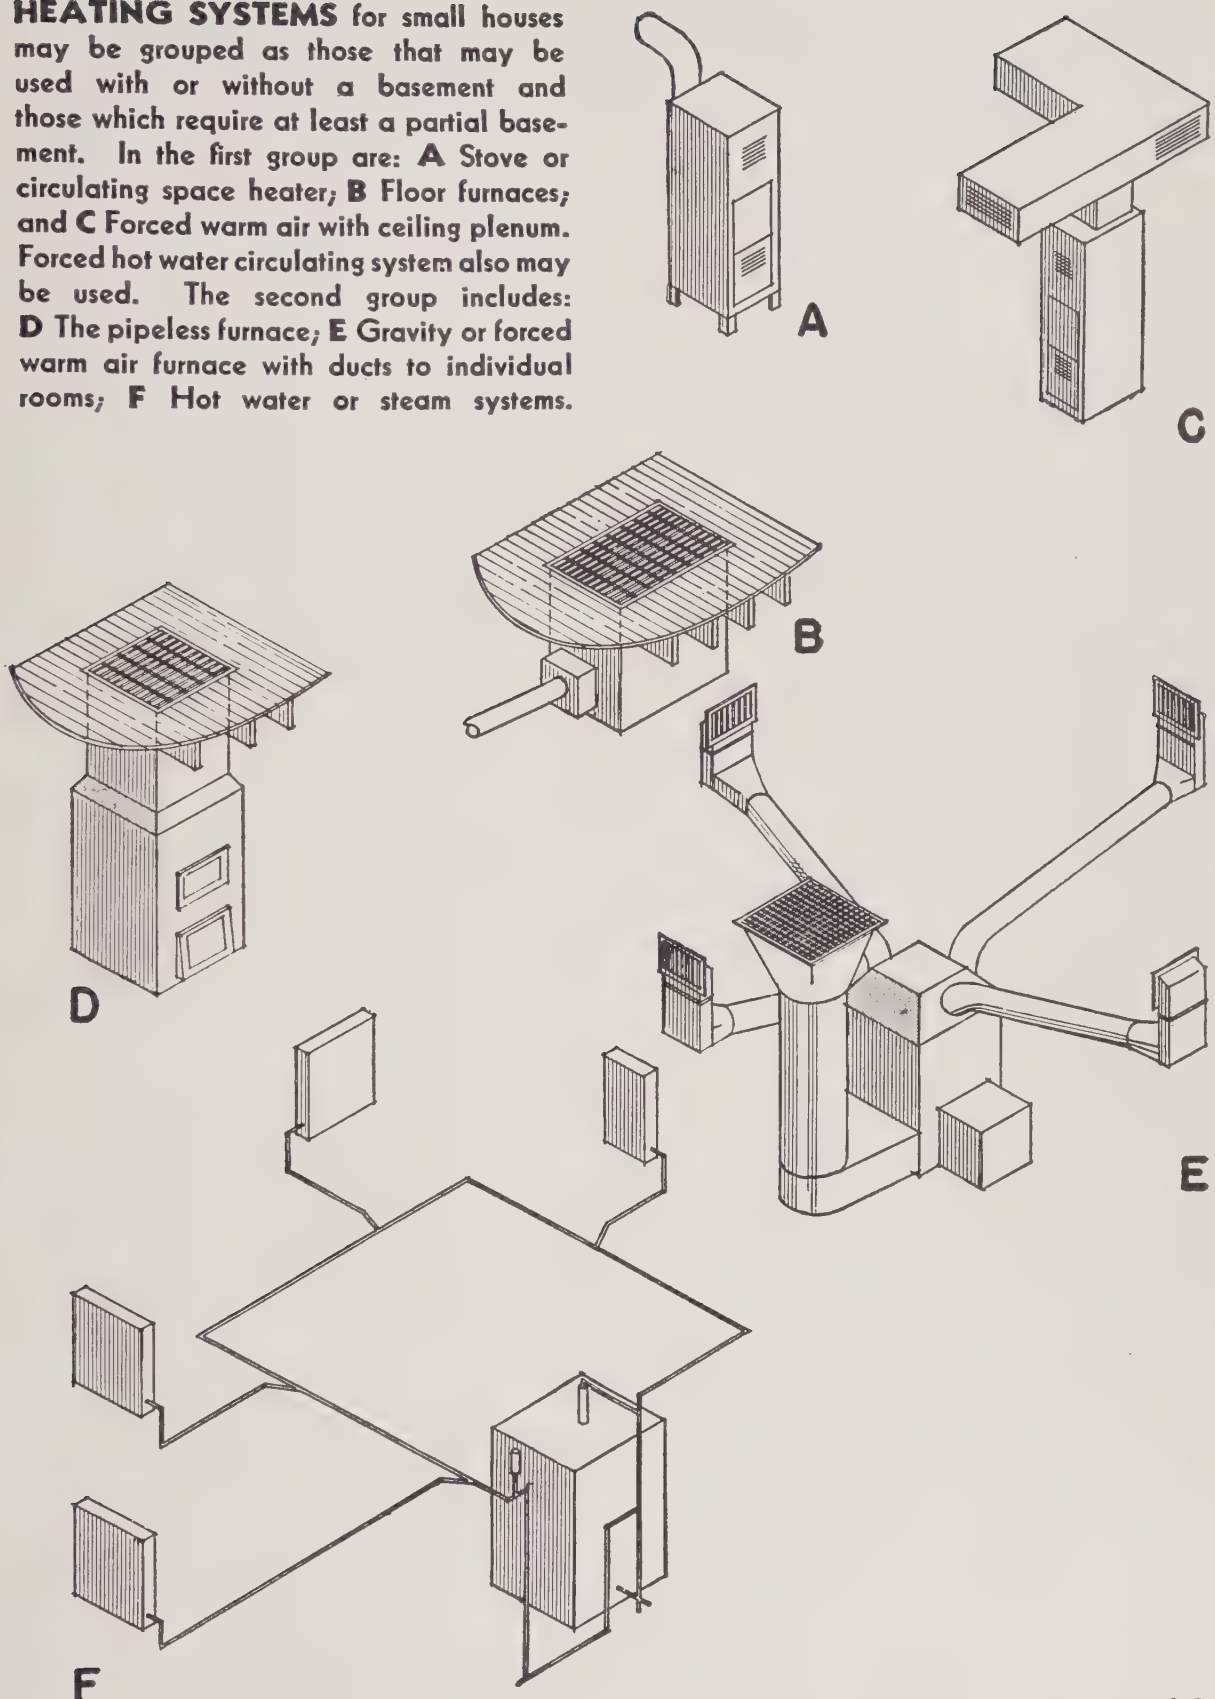 HEATING SYSTEMS for small houses
may be grouped as those that may be
used with or without a basement and
those which require at least a partial base-
ment. In the first group are: A Stove or
circulating space heater; B Floor furnaces;
and C Forced warm air with ceiling plenum.
Forced hot water circulating system also may
be used. The second group includes:
D The pipeless furnace; E Gravity or forced
warm air furnace with ducts to individual
rooms; F Hot water or steam systems.
A
C
B
D
E
F